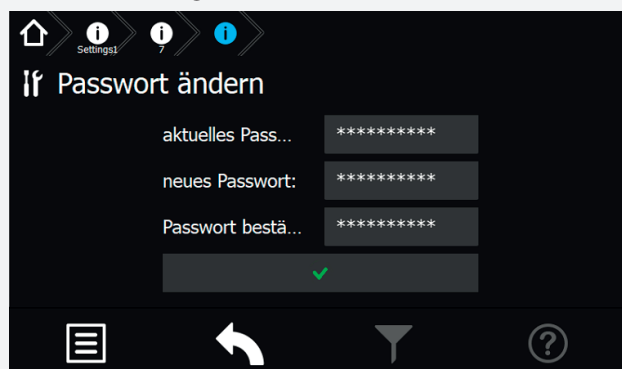 Settings1
7
Passwort ändern
aktuelles Pass... **********
neues Passwort: **********
Passwort bestä... **********